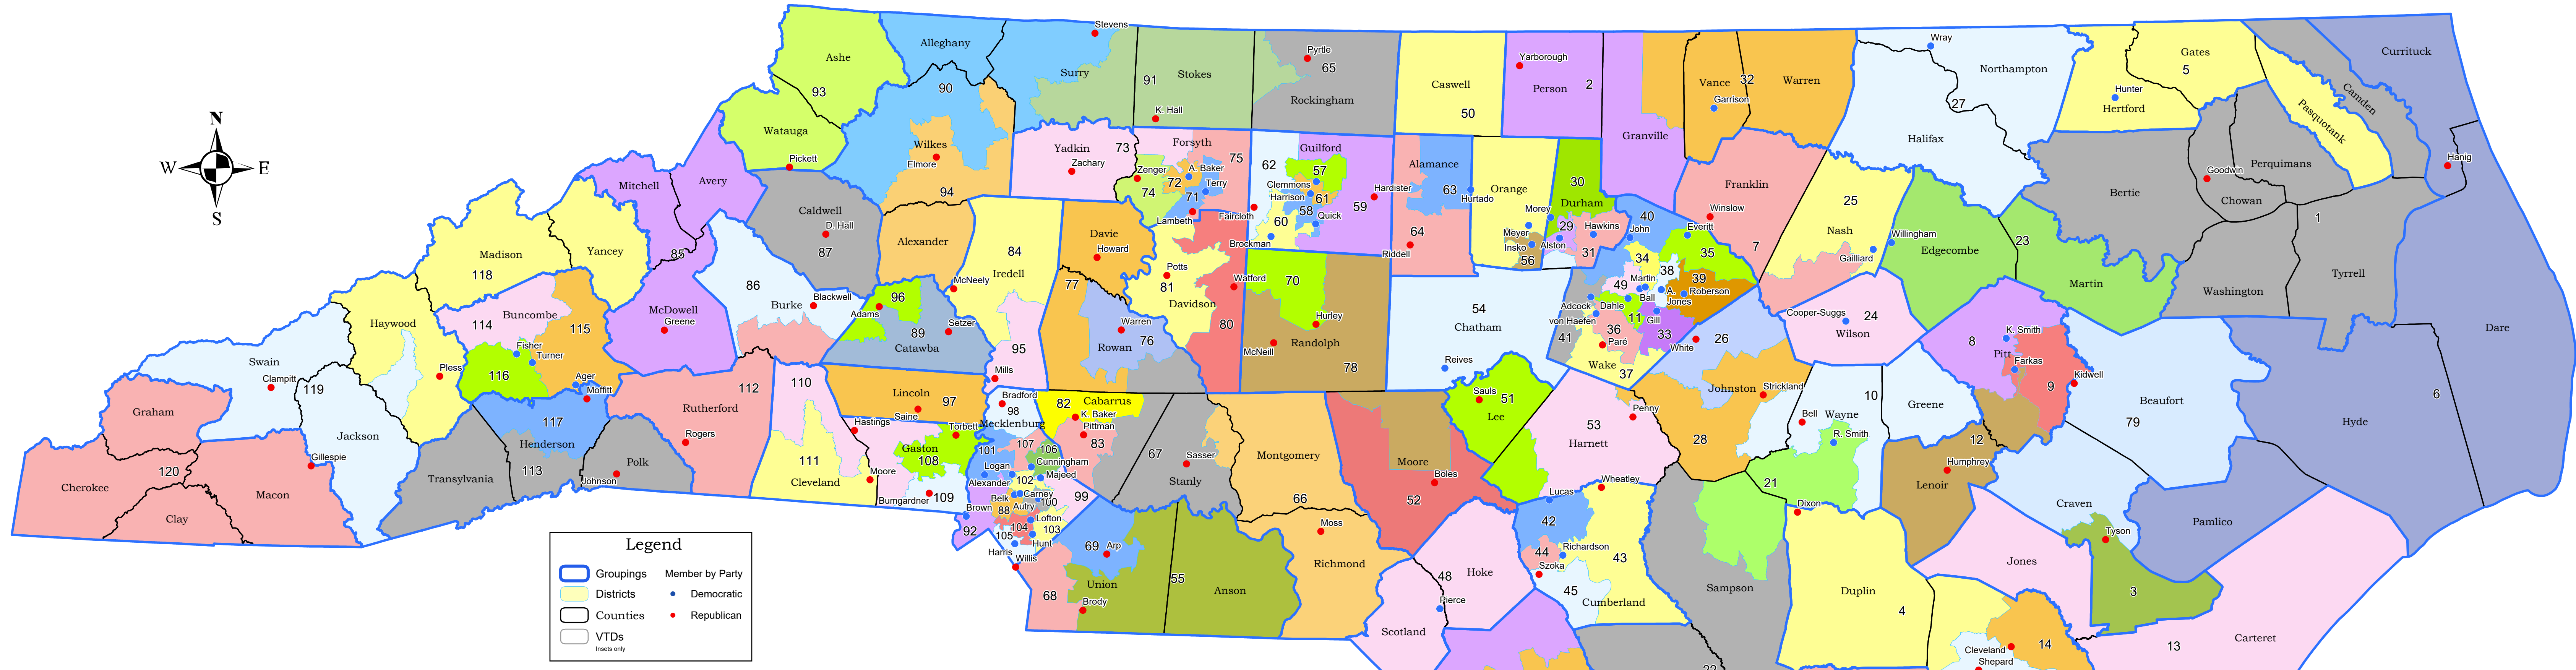 N
W
E
S
Ashe
93
Watauga
Pickett
Alleghany
90
Stevens
Surry
91
Stokes
K. Hall
Pyrtle
65
Rockingham
Caswell
50
Yarborough
Person
2
Granville
Vance
32
Garrison
Warren
Wray
Northampton
27
Halifax
Gates
5
Hunter
Hertford
Pasquotank
Camden
Currituck
Hanig
Perquimans
Goodwin
Chowan
Bertie
1
Tyrrell
Washington
Dare
Mitchell
Avery
85
McDowell
Greene
Wilkes
Elmore
94
Caldwell
D. Hall
87
Alexander
Yadkin
73
Zachary
Forsyth
75
Zenger
74
72
A. Baker
Terry
71
Lambeth
62
Guilford
57
Clemmons
Harrison
61
58
60
Quick
59
Hardister
Faircloth
Brockman
Alamance
63
64
Riddell
Hurtado
Orange
Meyer
Insko
56
30
Durham
Morey
29
Alston
Hawkins
31
Franklin
Winslow
7
25
Nash
Gailliard
Willingham
Edgecombe
23
Martin
Madison
118
Yancey
Haywood
Pless
Buncombe
114
115
Fisher
Turner
116
Ager
Moffitt
86
Burke
Blackwell
Adams
96
89
Setzer
Catawba
84
Iredell
McNeely
95
Mills
Davie
Howard
77
Warren
76
Rowan
Potts
81
Davidson
Watford
80
70
Hurley
McNeill
Randolph
78
54
Chatham
Reives
40
John
Everitt
35
34
38
49
Martin
39
A.
Jones
Roberson
Ball
Adcock
Dahle
11
von Haefen
Gill
36
33
41
Paré
White
Wake
37
26
Johnston
Strickland
28
Cooper-Suggs
24
Wilson
8
K. Smith
Pitt
Farkas
9
Kidwell
Beaufort
79
6
Hyde
Swain
Clampitt
119
Graham
Jackson
Cherokee
120
Macon
Gillespie
Clay
117
Henderson
113
Transylvania
Polk
Johnson
Rutherford
112
Rogers
110
111
Cleveland
Lincoln
97
Saine
Hastings
Torbett
Gaston
108
Moore
Bumgardner
109
Bradford
98
Mecklenburg
107
106
101
Cunningham
Logan
Majeed
Alexander
102
Belk
Carney
100
99
88
Autry
Brown
92
Lofton
104
103
105
Hunt
Harris
Willis
82
Cabarrus
K. Baker
Pittman
83
67
Sasser
Stanly
69
Arp
Union
68
Brody
55
Anson
Montgomery
66
Moss
Richmond
Moore
Boles
52
Sauls
51
Lee
53
Harnett
Penny
Wheatley
Lucas
42
44
Richardson
Szoka
43
45
Cumberland
48
Hoke
Pierce
Scotland
10
Wayne
Bell
R. Smith
21
Dixon
Sampson
22
Greene
12
Humphrey
Lenoir
Craven
Pamlico
Tyson
3
Jones
Duplin
4
14
Cleveland
Shepard
13
Carteret
Legend
Groupings
Districts
Counties
VTDs
Insets only
Member by Party
Democratic
Republican